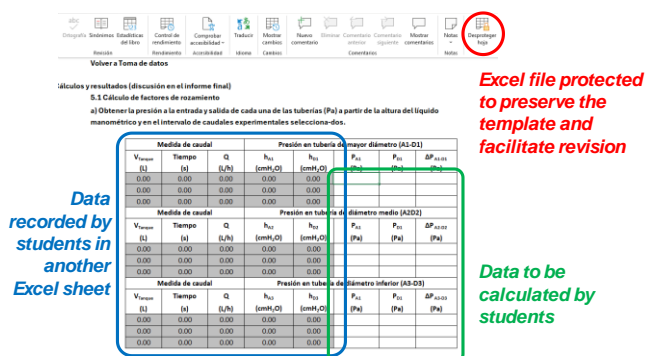 abc
Ortografía Sinónimos Estadísticas del libro
Control de rendimiento
Comprobar accesibilidad
Traducir
Mostrar cambios
Nuevo comentario
Eliminar
Comentario anterior
Comentario siguiente
Mostrar comentarios
Notas
Desproteger hoja
Revisión Rendimiento Accesibilidad Idioma Cambios Comentarios Notas
Volver a Toma de datos
álculos y resultados (discusión en el informe final)
5.1 Cálculo de factores de rozamiento
a) Obtener la presión a la entrada y salida de cada una de las tuberías (Pa) a partir de la altura del líquido
manométrico y en el intervalo de caudales experimentales selecciona-dos.
Excel file protected
to preserve the
template and
facilitate revision
Medida de caudal Presión en tubería de mayor diámetro (A1-D1)
V Tanque Tiempo Q hA1 hD1 PA1 PD1 ΔPA1-D1
(L) (s) (L/h) (cmH2O) (cmH2O) (Pa) (Pa) (Pa)
0.00 0.00 0.00 0.00 0.00
0.00 0.00 0.00 0.00 0.00
0.00 0.00 0.00 0.00 0.00
Medida de caudal Presión en tubería de diámetro medio (A2D2)
V Tanque Tiempo Q hA2 hD2 PA1 PD1 ΔPA2-D2
(L) (s) (L/h) (cmH2O) (cmH2O) (Pa) (Pa) (Pa)
0.00 0.00 0.00 0.00 0.00
0.00 0.00 0.00 0.00 0.00
0.00 0.00 0.00 0.00 0.00
Medida de caudal Presión en tubería de diámetro inferior (A3-D3)
V Tanque Tiempo Q hA3 hD3 PA1 PD1 ΔPA3-D3
(L) (s) (L/h) (cmH2O) (cmH2O) (Pa) (Pa) (Pa)
0.00 0.00 0.00 0.00 0.00
0.00 0.00 0.00 0.00 0.00
0.00 0.00 0.00 0.00 0.00
Data
recorded by
students in
another
Excel sheet
Data to be
calculated by
students